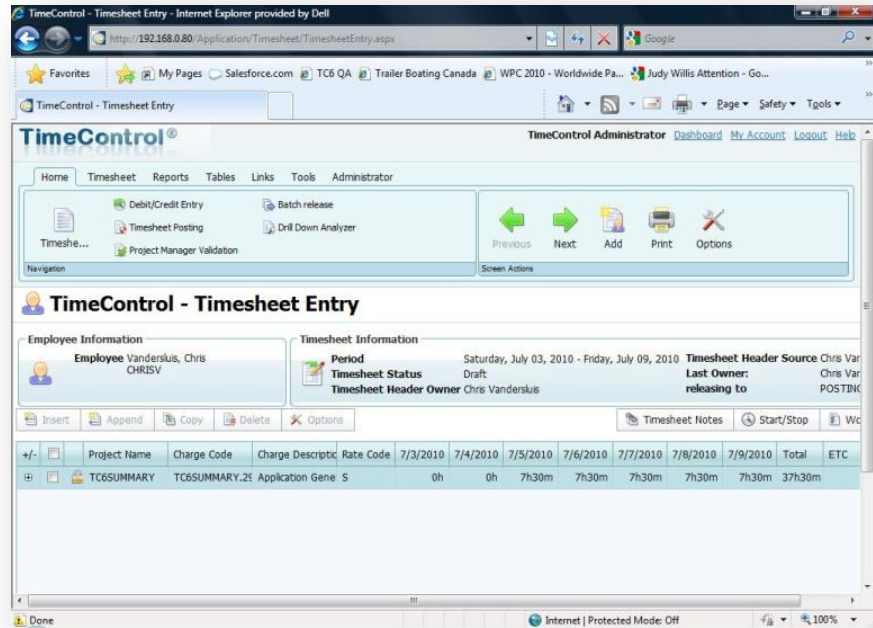 TimeControl - Timesheet Entry - Internet Explorer provided by Dell
http://192.168.0.80/Application/Timesheet/TimesheetEntry.aspx
Google
Favorites My Pages Salesforce.com TC6 QA Trailer Boating Canada WPC 2010 - Worldwide Pa... Judy Willis Attention - Go...
TimeControl - Timesheet Entry
Page Safety Tools
TimeControl®
TimeControl Administrator Dashboard My Account Logout Help
Home Timesheet Reports Tables Links Tools Administrator
Timeshe...
Debit/Credit Entry
Timesheet Posting
Project Manager Validation
Batch release
Drill Down Analyzer
Navigation
Previous Next Add Print Options
Screen Actions
TimeControl - Timesheet Entry
Employee Information
Employee Vandersluis, Chris
CHRISV
Timesheet Information
Period Saturday, July 03, 2010 - Friday, July 09, 2010 Timesheet Header Source Chris Var
Timesheet Status Draft Last Owner: Chris Var
Timesheet Header Owner Chris Vandersluis releasing to POSTING
Insert Append Copy Delete Options Timesheet Notes Start/Stop Wo
+/- Project Name Charge Code Charge Descriptic Rate Code 7/3/2010 7/4/2010 7/5/2010 7/6/2010 7/7/2010 7/8/2010 7/9/2010 Total ETC
TC6SUMMARY TC6SUMMARY.29 Application Gene S 0h 0h 7h30m 7h30m 7h30m 7h30m 7h30m 37h30m
Done Internet | Protected Mode: Off 100%